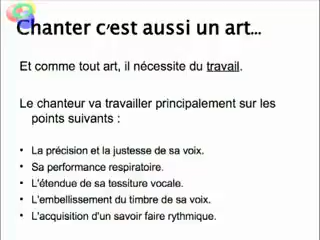 Chanter c'est aussi un art...
Et comme tout art, il nécessite du travail.
Le chanteur va travailler principalement sur les
points suivants :
• La précision et la justesse de sa voix.
• Sa performance respiratoire.
• L'étendue de sa tessiture vocale.
• L'embellissement du timbre de sa voix.
• L'acquisition d'un savoir faire rythmique.